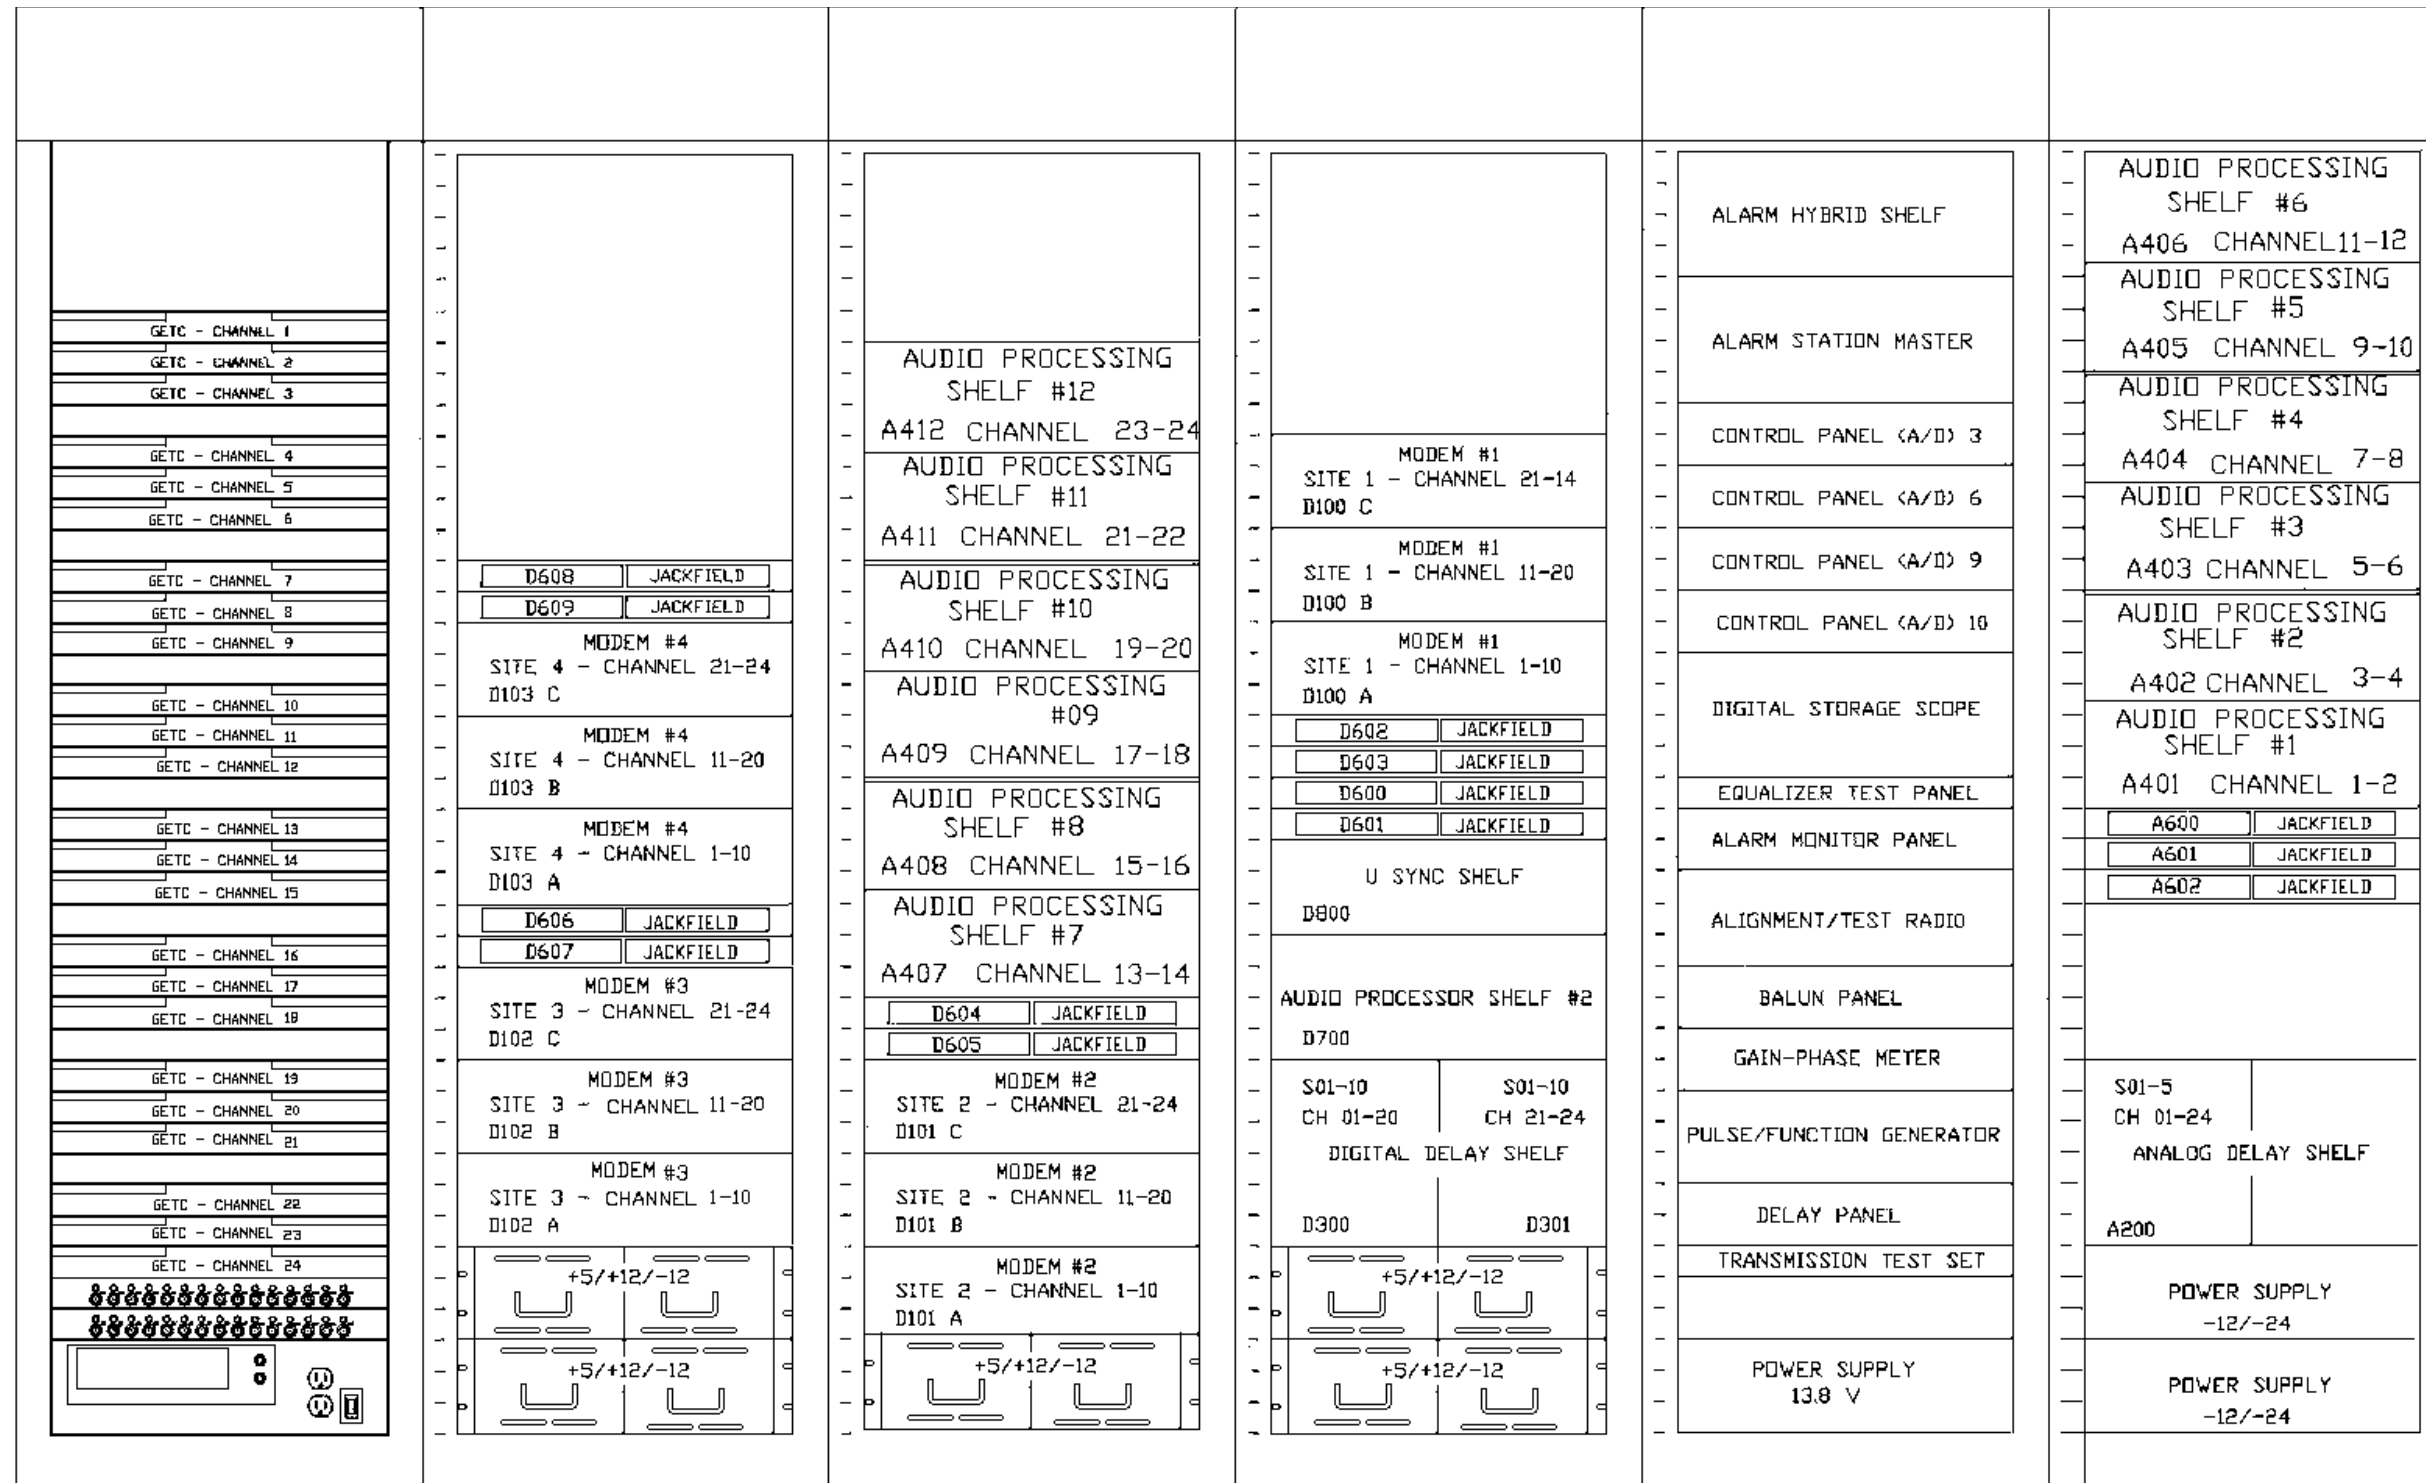 GETC - CHANNEL 1
GETC - CHANNEL 2
GETC - CHANNEL 3
GETC - CHANNEL 4
GETC - CHANNEL 5
GETC - CHANNEL 6
GETC - CHANNEL 7
GETC - CHANNEL 8
GETC - CHANNEL 9
GETC - CHANNEL 10
GETC - CHANNEL 11
GETC - CHANNEL 12
GETC - CHANNEL 13
GETC - CHANNEL 14
GETC - CHANNEL 15
GETC - CHANNEL 16
GETC - CHANNEL 17
GETC - CHANNEL 18
GETC - CHANNEL 19
GETC - CHANNEL 20
GETC - CHANNEL 21
GETC - CHANNEL 22
GETC - CHANNEL 23
GETC - CHANNEL 24
D608 JACKFIELD
D609 JACKFIELD
MODEM #4
SITE 4 - CHANNEL 21-24
D103 C
MODEM #4
SITE 4 - CHANNEL 11-20
D103 B
MODEM #4
SITE 4 - CHANNEL 1-10
D103 A
D606 JACKFIELD
D607 JACKFIELD
MODEM #3
SITE 3 - CHANNEL 21-24
D102 C
MODEM #3
SITE 3 - CHANNEL 11-20
D102 B
MODEM #3
SITE 3 - CHANNEL 1-10
D102 A
+5/+12/-12
+5/+12/-12
AUDIO PROCESSING
SHELF #12
A412 CHANNEL 23-24
AUDIO PROCESSING
SHELF #11
A411 CHANNEL 21-22
AUDIO PROCESSING
SHELF #10
A410 CHANNEL 19-20
AUDIO PROCESSING
#09
A409 CHANNEL 17-18
AUDIO PROCESSING
SHELF #8
A408 CHANNEL 15-16
AUDIO PROCESSING
SHELF #7
A407 CHANNEL 13-14
D604 JACKFIELD
D605 JACKFIELD
MODEM #2
SITE 2 - CHANNEL 21-24
D101 C
MODEM #2
SITE 2 - CHANNEL 11-20
D101 B
MODEM #2
SITE 2 - CHANNEL 1-10
D101 A
+5/+12/-12
MODEM #1
SITE 1 - CHANNEL 21-14
D100 C
MODEM #1
SITE 1 - CHANNEL 11-20
D100 B
MODEM #1
SITE 1 - CHANNEL 1-10
D100 A
D602 JACKFIELD
D603 JACKFIELD
D600 JACKFIELD
D601 JACKFIELD
U SYNC SHELF
D800
AUDIO PROCESSOR SHELF #2
D700
S01-10 S01-10
CH 01-20 CH 21-24
DIGITAL DELAY SHELF
D300 D301
+5/+12/-12
+5/+12/-12
ALARM HYBRID SHELF
ALARM STATION MASTER
CONTROL PANEL (A/D) 3
CONTROL PANEL (A/D) 6
CONTROL PANEL (A/D) 9
CONTROL PANEL (A/D) 10
DIGITAL STORAGE SCOPE
EQUALIZER TEST PANEL
ALARM MONITOR PANEL
ALIGNMENT/TEST RADIO
BALUN PANEL
GAIN-PHASE METER
PULSE/FUNCTION GENERATOR
DELAY PANEL
TRANSMISSION TEST SET
POWER SUPPLY
13.8 V
AUDIO PROCESSING
SHELF #6
A406 CHANNEL 11-12
AUDIO PROCESSING
SHELF #5
A405 CHANNEL 9-10
AUDIO PROCESSING
SHELF #4
A404 CHANNEL 7-8
AUDIO PROCESSING
SHELF #3
A403 CHANNEL 5-6
AUDIO PROCESSING
SHELF #2
A402 CHANNEL 3-4
AUDIO PROCESSING
SHELF #1
A401 CHANNEL 1-2
A600 JACKFIELD
A601 JACKFIELD
A602 JACKFIELD
S01-5
CH 01-24
ANALOG DELAY SHELF
A200
POWER SUPPLY
-12/-24
POWER SUPPLY
-12/-24